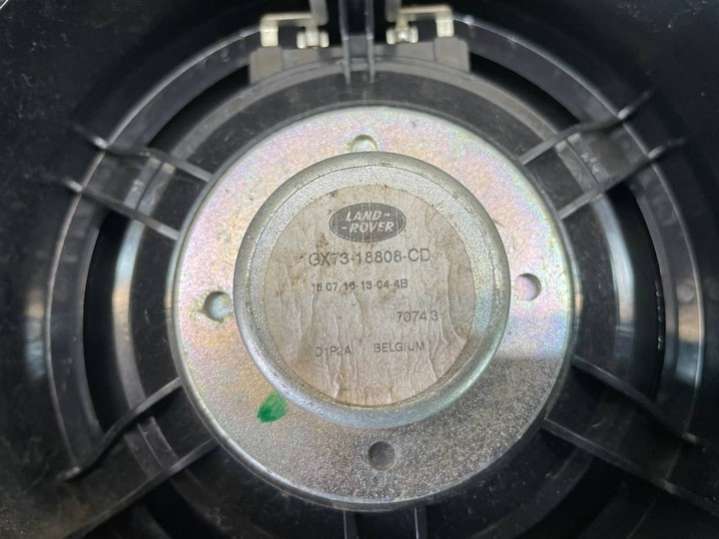 LAND-
-ROVER
GX73-18808-CD
16 07 16 13 04 4B
7074.3
D1P2A BELGIUM